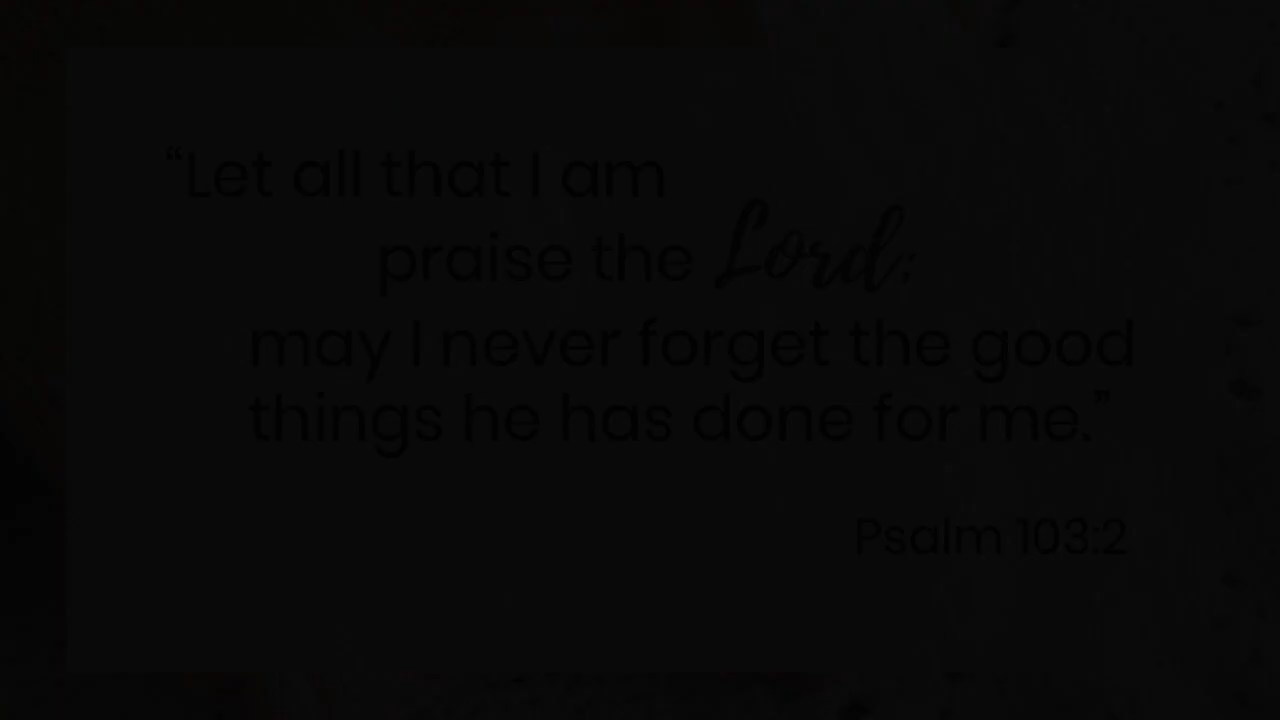 “Let all that I am
praise the Lord:
may I never forget the good
things he has done for me.”
Psalm 103:2